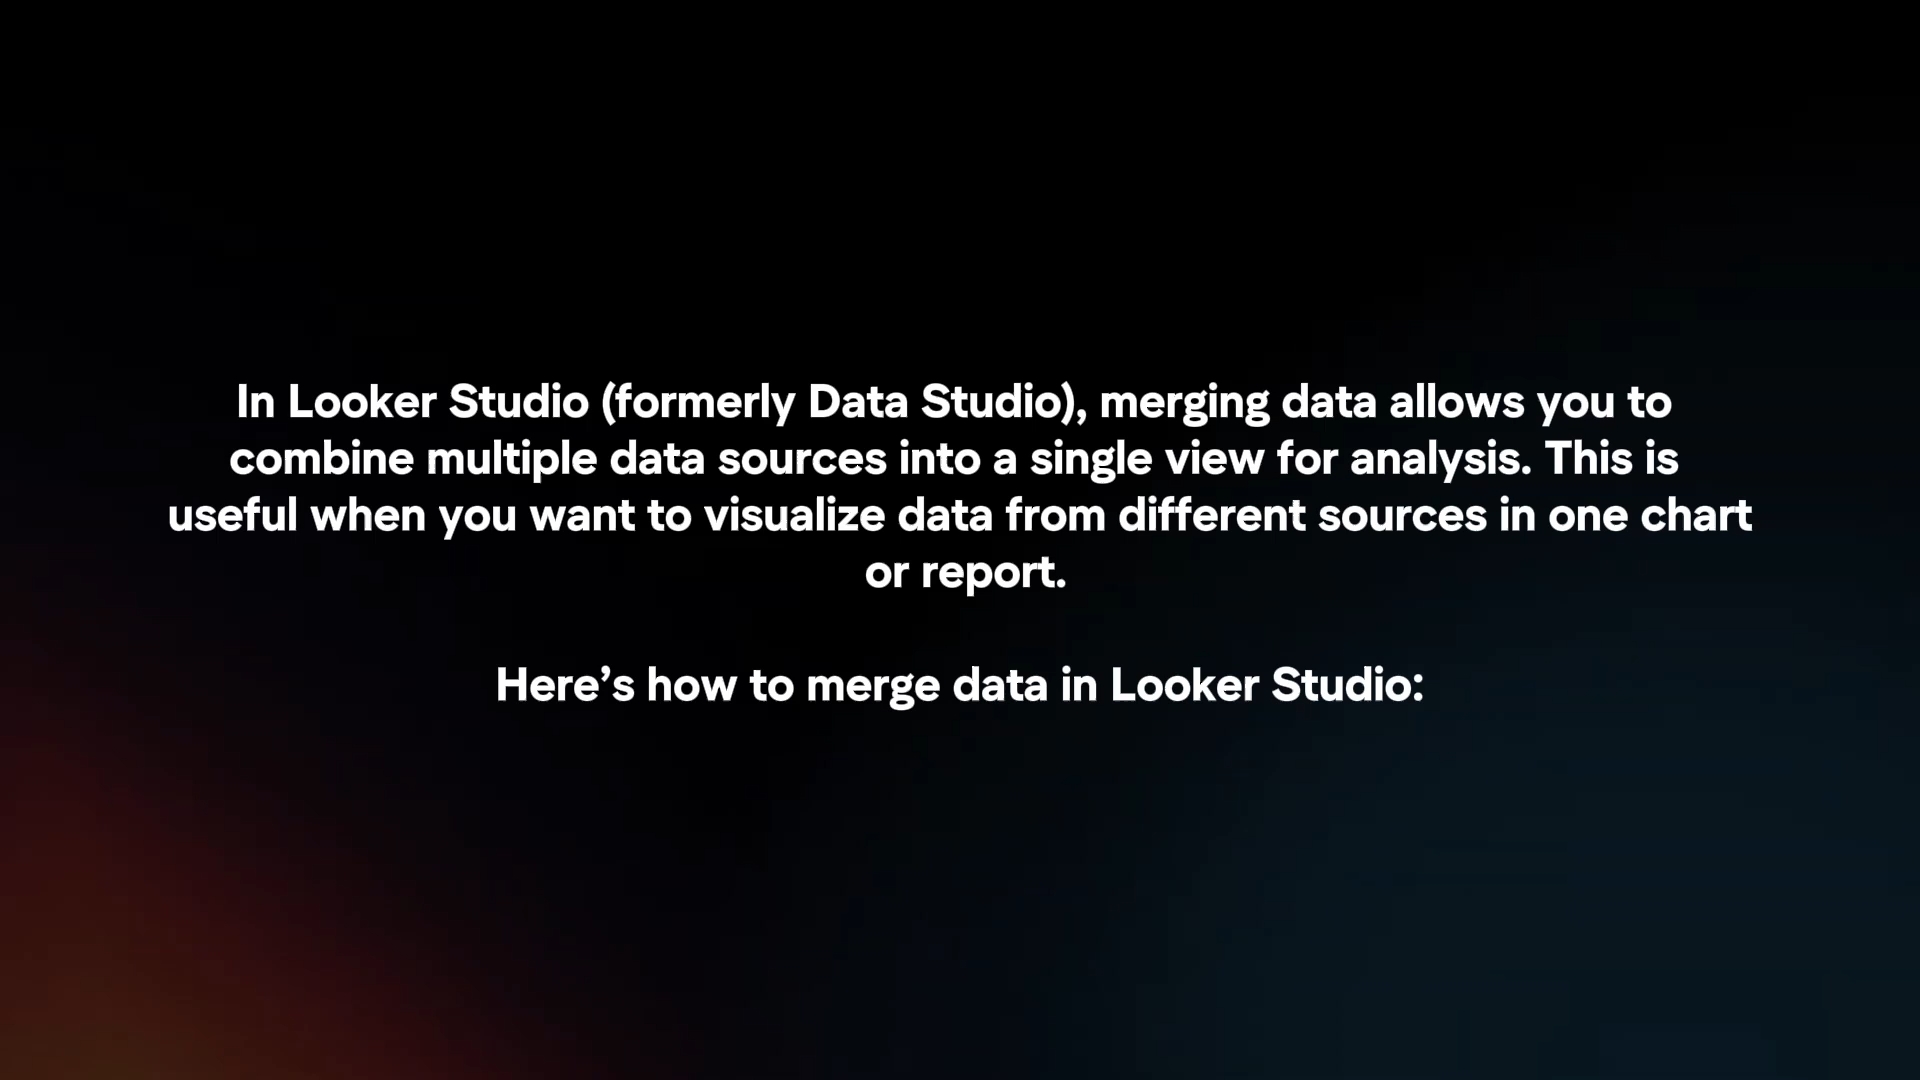 In Looker Studio (formerly Data Studio), merging data allows you to
combine multiple data sources into a single view for analysis. This is
useful when you want to visualize data from different sources in one chart
or report.
Here’s how to merge data in Looker Studio: